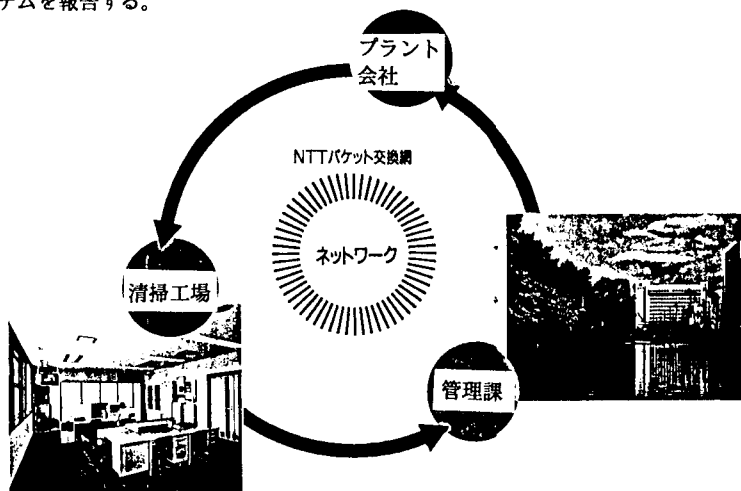 テムを報告する。
プラント
会社
NTTパケット交換網
ネットワーク
清掃工場
管理課